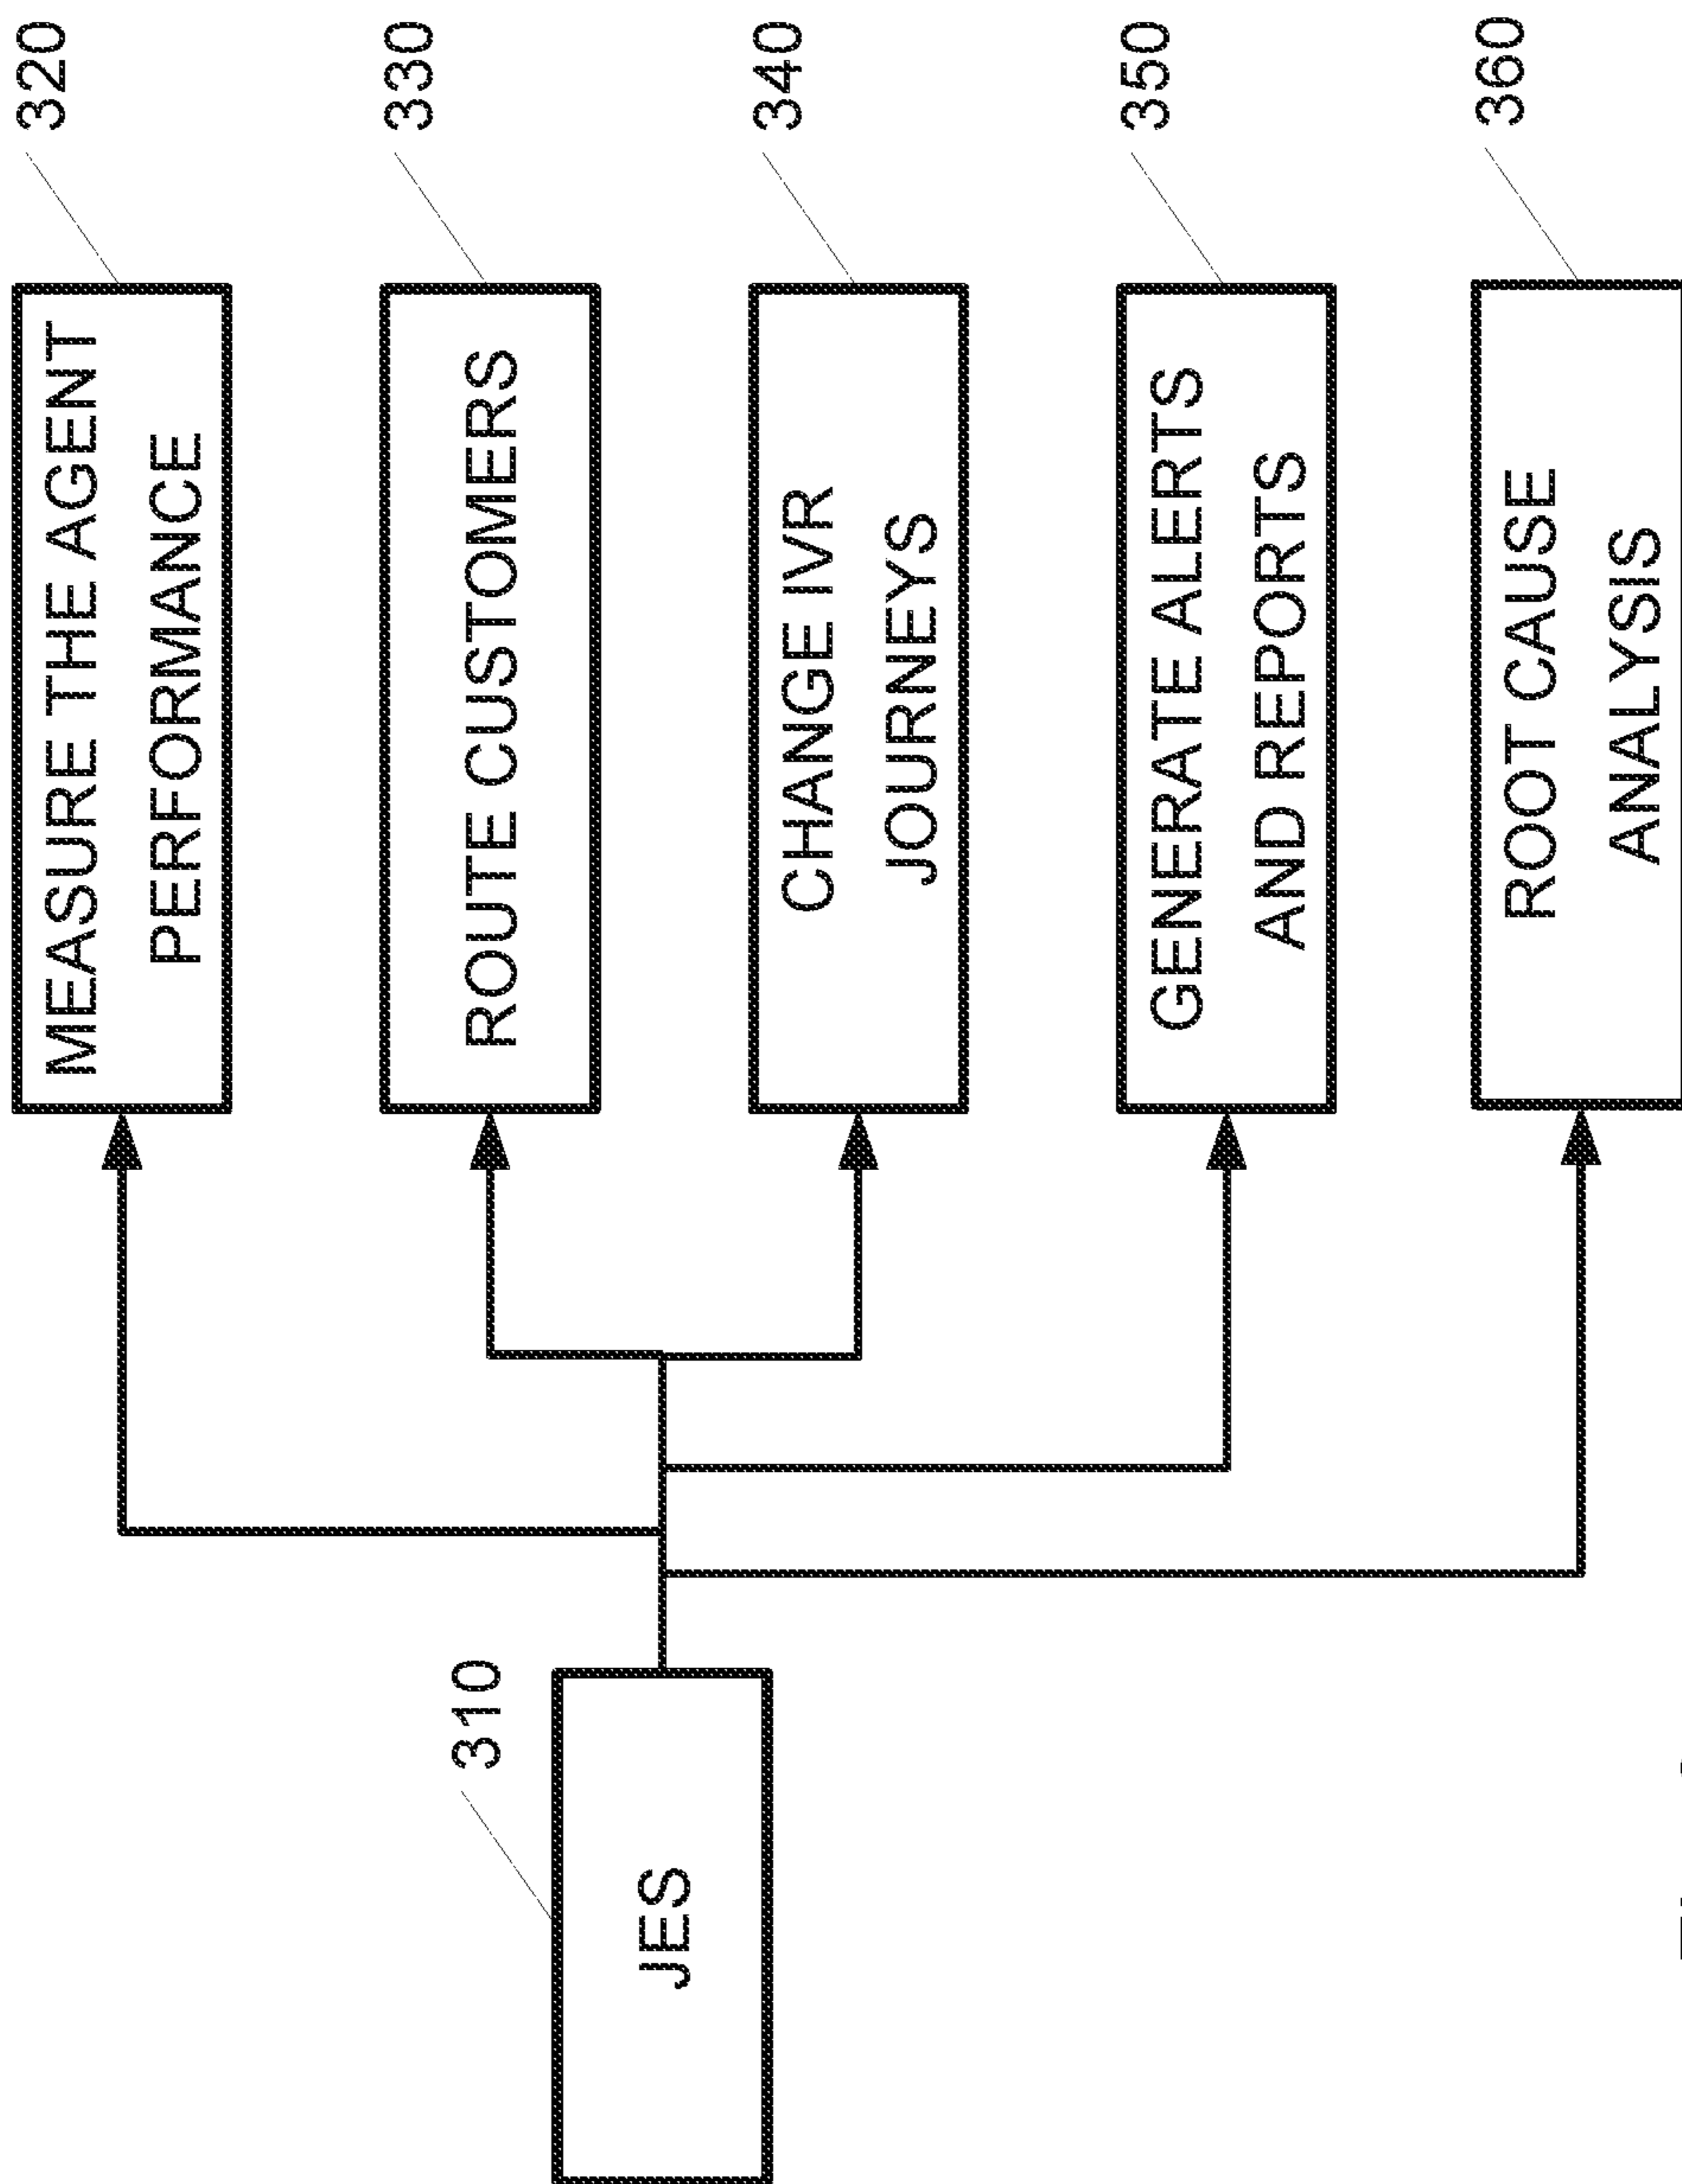 320
MEASURE THE AGENT
PERFORMANCE
330
ROUTE CUSTOMERS
310
JES
340
CHANGE IVR
JOURNEYS
350
GENERATE ALERTS
AND REPORTS
360
ROOT CAUSE
ANALYSIS